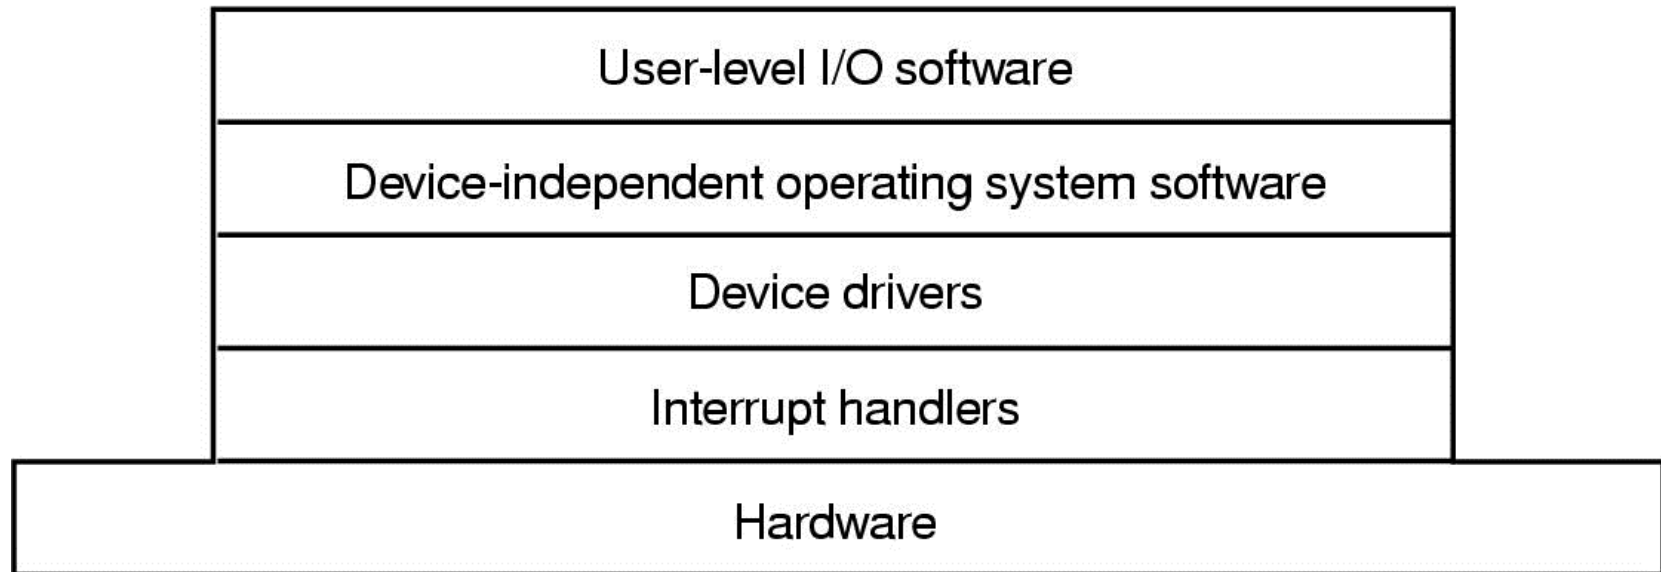 User-level I/O software
Device-independent operating system software
Device drivers
Interrupt handlers
Hardware